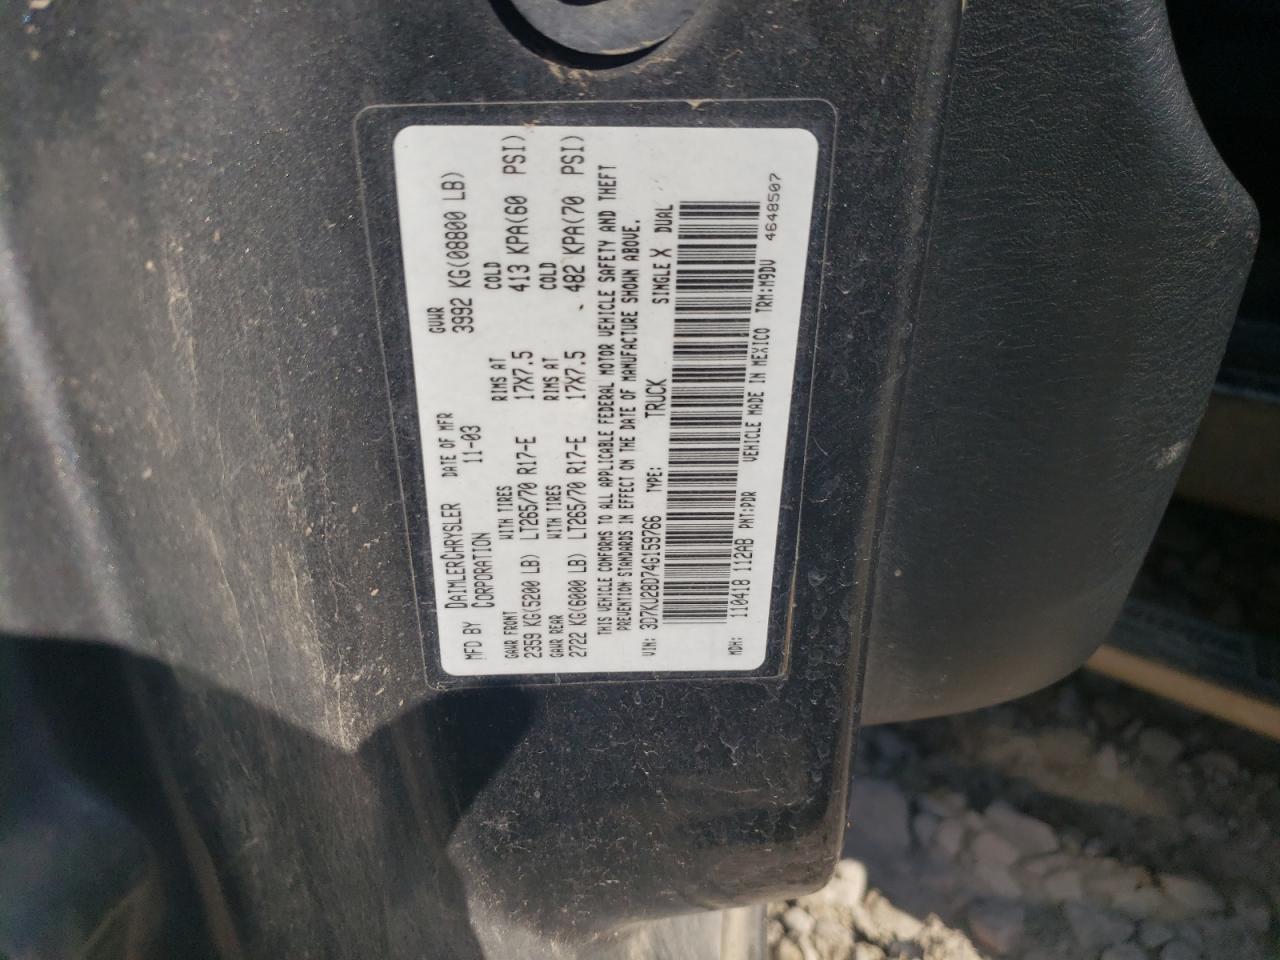 MFD BY DAIMLERCHRYSLER CORPORATION DATE OF MFR 11-03 GVWR 3992 KG(08800 LB)
GAWR FRONT WITH TIRES RIMS AT COLD
2359 KG(5200 LB) LT265/70 R17-E 17X7.5 413 KPA(60 PSI)
GAWR REAR WITH TIRES RIMS AT COLD
2722 KG(6000 LB) LT265/70 R17-E 17X7.5 482 KPA(70 PSI)
THIS VEHICLE CONFORMS TO ALL APPLICABLE FEDERAL MOTOR VEHICLE SAFETY AND THEFT
PREVENTION STANDARDS IN EFFECT ON THE DATE OF MANUFACTURE SHOWN ABOVE.
VIN: 3D7KU28D74G159766 TYPE: TRUCK SINGLE X DUAL
MDH: 110418 112AB PNT:PDR VEHICLE MADE IN MEXICO TRM:M9DV 4648507